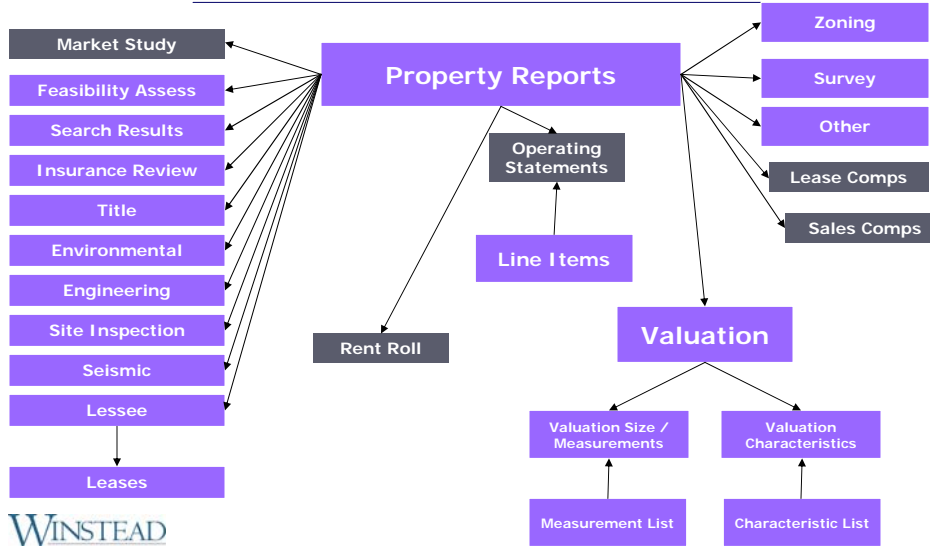 Market Study
Feasibility Assess
Search Results
Insurance Review
Title
Environmental
Engineering
Site Inspection
Seismic
Lessee
Leases
Property Reports
Operating
Statements
Line Items
Rent Roll
Zoning
Survey
Other
Lease Comps
Sales Comps
Valuation
Valuation Size /
Measurements
Valuation
Characteristics
Measurement List
Characteristic List
WINSTEAD